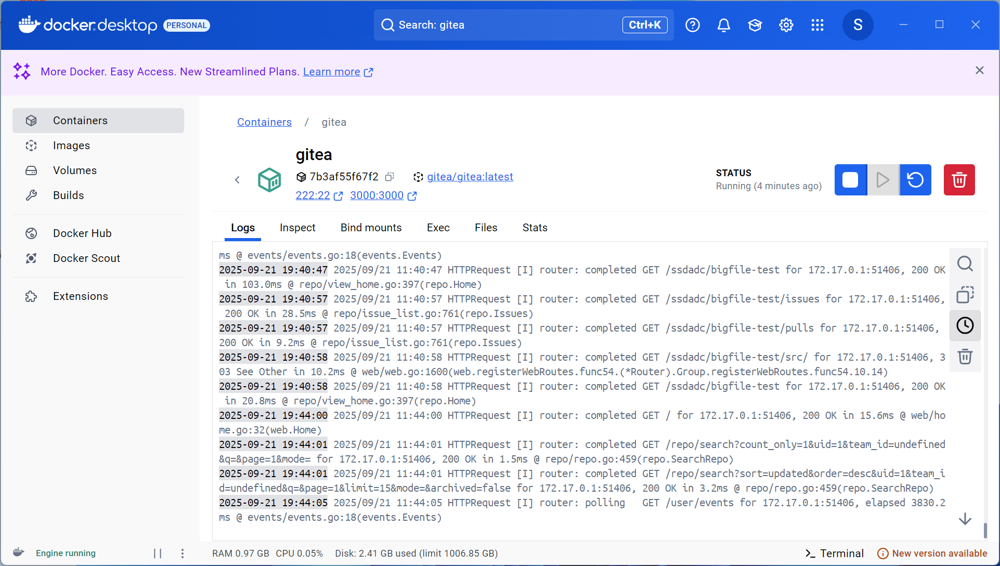 docker.desktop PERSONAL
Search: gitea
Ctrl+K
S
More Docker. Easy Access. New Streamlined Plans. Learn more
Containers
Images
Volumes
Builds
Docker Hub
Docker Scout
Extensions
Containers / gitea
gitea
7b3af55f67f2 gitea/gitea:latest
222:22 3000:3000
STATUS
Running (4 minutes ago)
Logs Inspect Bind mounts Exec Files Stats
ms @ events/events.go:18(events.Events)
2025-09-21 19:40:47 2025/09/21 11:40:47 HTTPRequest [I] router: completed GET /ssdadc/bigfile-test for 172.17.0.1:51406, 200 OK
in 103.0ms @ repo/view_home.go:397(repo.Home)
2025-09-21 19:40:57 2025/09/21 11:40:57 HTTPRequest [I] router: completed GET /ssdadc/bigfile-test/issues for 172.17.0.1:51406,
200 OK in 28.5ms @ repo/issue_list.go:761(repo.Issues)
2025-09-21 19:40:57 2025/09/21 11:40:57 HTTPRequest [I] router: completed GET /ssdadc/bigfile-test/pulls for 172.17.0.1:51406,
200 OK in 9.2ms @ repo/issue_list.go:761(repo.Issues)
2025-09-21 19:40:58 2025/09/21 11:40:58 HTTPRequest [I] router: completed GET /ssdadc/bigfile-test/src/ for 172.17.0.1:51406, 3
03 See Other in 10.2ms @ web/web.go:1600(web.registerWebRoutes.func54.(*Router).Group.registerWebRoutes.func54.10.14)
2025-09-21 19:40:58 2025/09/21 11:40:58 HTTPRequest [I] router: completed GET /ssdadc/bigfile-test for 172.17.0.1:51406, 200 OK
in 20.8ms @ repo/view_home.go:397(repo.Home)
2025-09-21 19:44:00 2025/09/21 11:44:00 HTTPRequest [I] router: completed GET / for 172.17.0.1:51406, 200 OK in 15.6ms @ web/ho
me.go:32(web.Home)
2025-09-21 19:44:01 2025/09/21 11:44:01 HTTPRequest [I] router: completed GET /repo/search?count_only=1&uid=1&team_id=undefined
&q=&page=1&mode= for 172.17.0.1:51406, 200 OK in 1.5ms @ repo/repo.go:459(repo.SearchRepo)
2025-09-21 19:44:01 2025/09/21 11:44:01 HTTPRequest [I] router: completed GET /repo/search?sort=updated&order=desc&uid=1&team_i
d=undefined&q=&page=1&limit=15&mode=&archived=false for 172.17.0.1:51406, 200 OK in 3.2ms @ repo/repo.go:459(repo.SearchRepo)
2025-09-21 19:44:05 2025/09/21 11:44:05 HTTPRequest [I] router: polling   GET /user/events for 172.17.0.1:51406, elapsed 3830.2
ms @ events/events.go:18(events.Events)
Engine running
RAM 0.97 GB CPU 0.05% Disk: 2.41 GB used (limit 1006.85 GB)
Terminal
New version available